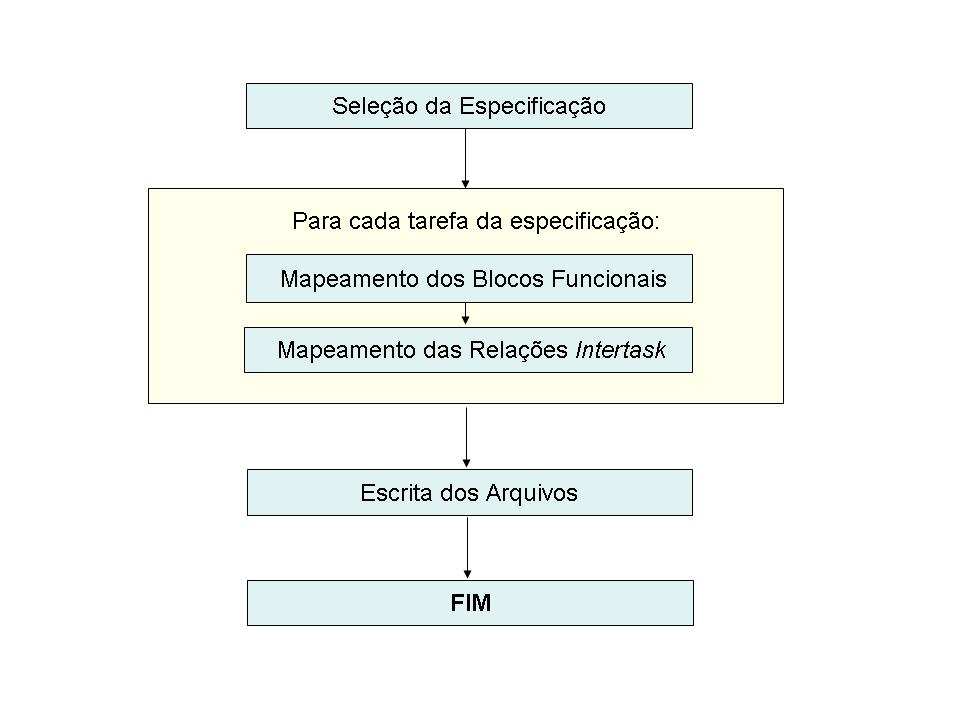 Seleção da Especificação
Para cada tarefa da especificação:
Mapeamento dos Blocos Funcionais
Mapeamento das Relações Intertask
Escrita dos Arquivos
FIM